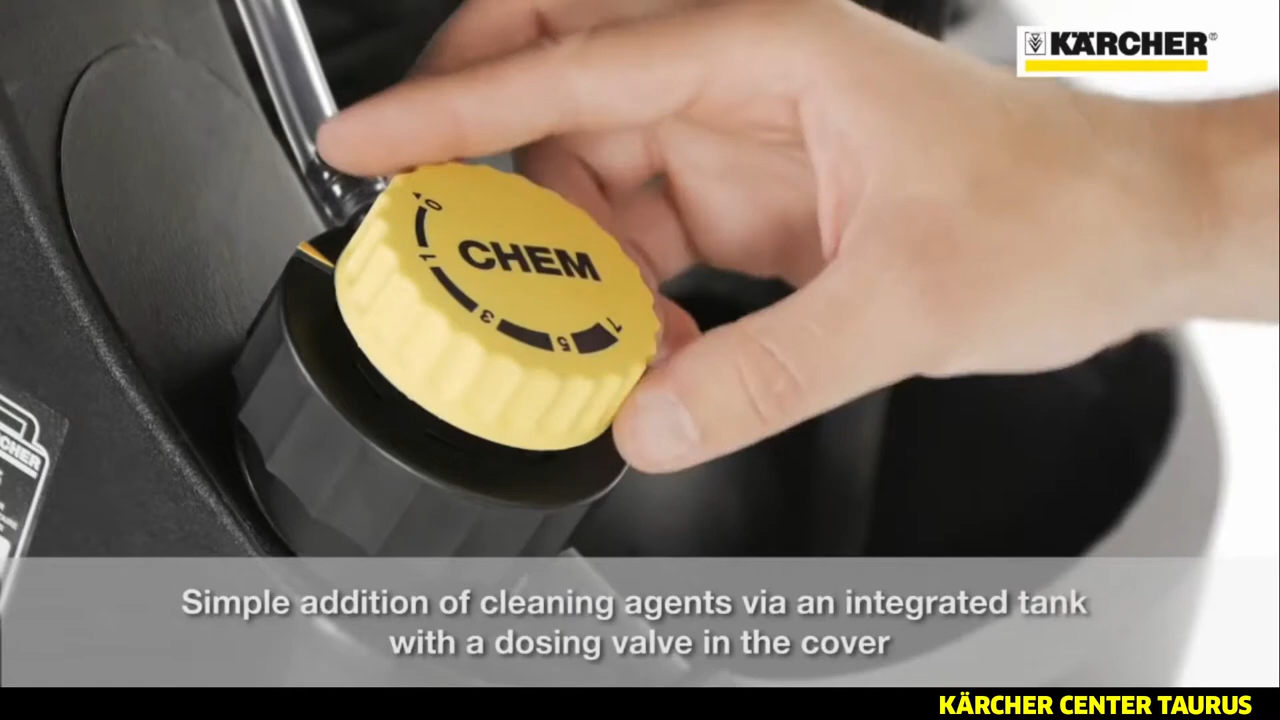 KÄRCHER®
0
CHEM
1
3
5
7
CHER
Simple addition of cleaning agents via an integrated tank
with a dosing valve in the cover
KÄRCHER CENTER TAURUS